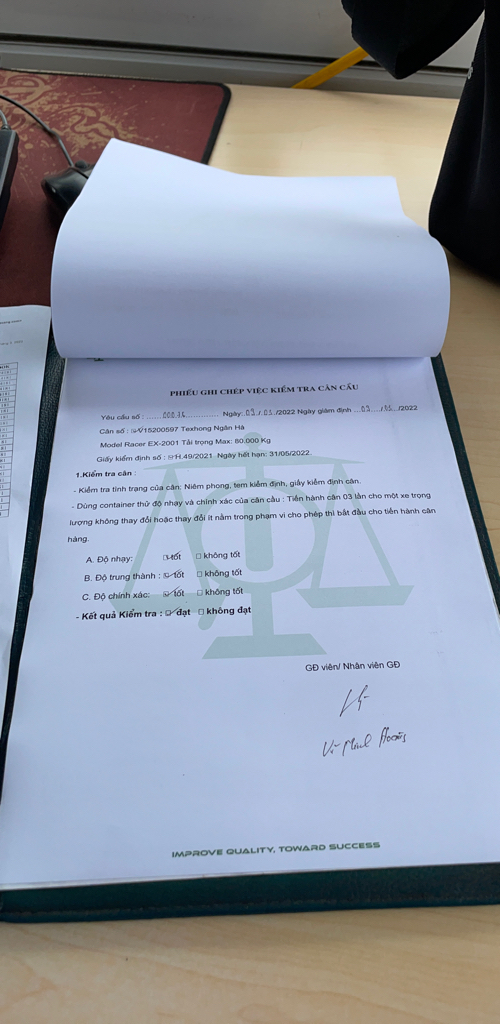 PHIẾU GHI CHÉP VIỆC KIỂM TRA CÂN CẨU
Yêu cầu số : Ngày: 03 / 05 /2022 Ngày giám định 03 / 05 /2022
Cân số : 15200597 Texhong Ngân Hà
Model Racer EX-2001 Tải trọng Max: 80.000 Kg
Giấy kiểm định số : H.49/2021 Ngày hết hạn: 31/05/2022.
1.Kiểm tra cân :
- Kiểm tra tình trạng của cân: Niêm phong, tem kiểm định, giấy kiểm định cân.
- Dùng container thử độ nhạy và chính xác của cân cẩu : Tiến hành cân 03 lần cho một xe trọng
lượng không thay đổi hoặc thay đổi ít nằm trong phạm vi cho phép thì bắt đầu cho tiến hành cân
hàng.
A. Độ nhạy: ☑ tốt ☐ không tốt
B. Độ trung thành : ☑ tốt ☐ không tốt
C. Độ chính xác: ☑ tốt ☐ không tốt
- Kết quả Kiểm tra : ☑ đạt ☐ không đạt
GĐ viên/ Nhân viên GĐ
IMPROVE QUALITY, TOWARD SUCCESS